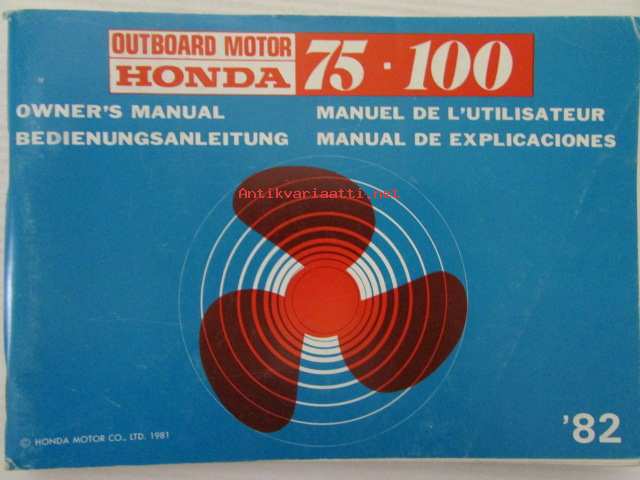 OUTBOARD MOTOR
HONDA 75·100
OWNER'S MANUAL MANUEL DE L'UTILISATEUR
BEDIENUNGSANLEITUNG MANUAL DE EXPLICACIONES
Antikvariaatti.net
© HONDA MOTOR CO., LTD. 1981
'82